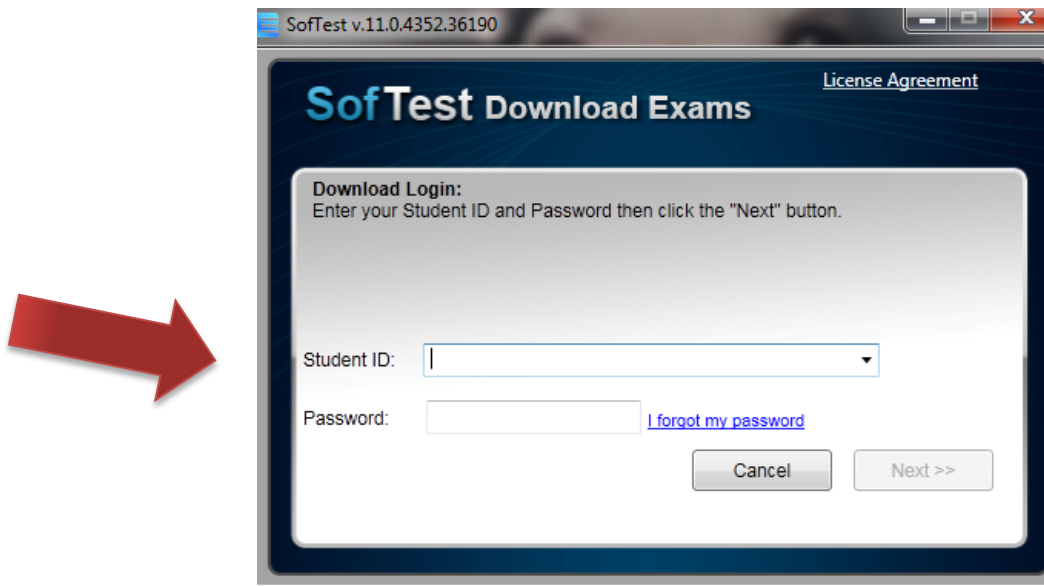 SofTest v.11.0.4352.36190
License Agreement
SofTest Download Exams
Download Login:
Enter your Student ID and Password then click the "Next" button.
Student ID:
Password:
I forgot my password
Cancel
Next >>